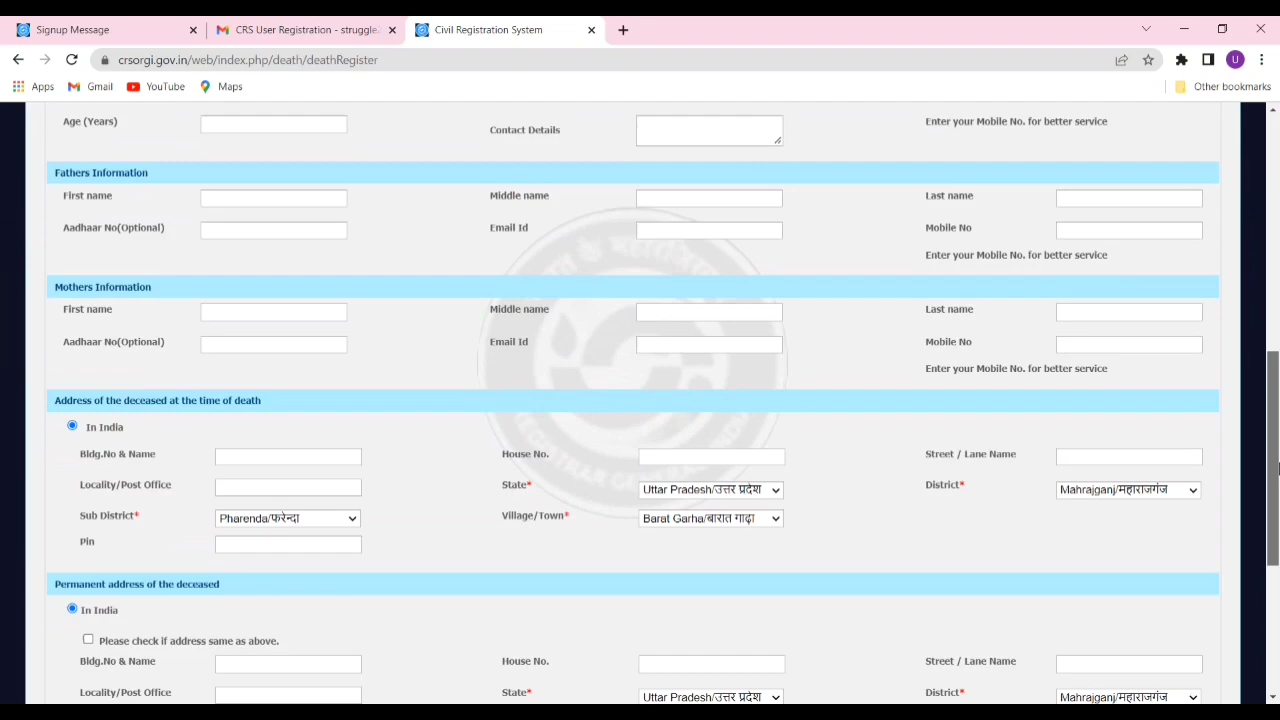 Signup Message
CRS User Registration - struggle
Civil Registration System
crsorgi.gov.in/web/index.php/death/deathRegister
U
Apps Gmail YouTube Maps Other bookmarks
Age (Years) Contact Details Enter your Mobile No. for better service
Fathers Information
First name Middle name Last name
Aadhaar No(Optional) Email Id Mobile No
Enter your Mobile No. for better service
Mothers Information
First name Middle name Last name
Aadhaar No(Optional) Email Id Mobile No
Enter your Mobile No. for better service
Address of the deceased at the time of death
In India
Bldg.No & Name House No. Street / Lane Name
Locality/Post Office State* Uttar Pradesh/उत्तर प्रदेश District* Mahrajganj/महाराजगंज
Sub District* Pharenda/फरेन्दा Village/Town* Barat Garha/बारात गाढ़ा
Pin
Permanent address of the deceased
In India
Please check if address same as above.
Bldg.No & Name House No. Street / Lane Name
Locality/Post Office State* Uttar Pradesh/उत्तर प्रदेश District* Mahrajganj/महाराजगंज